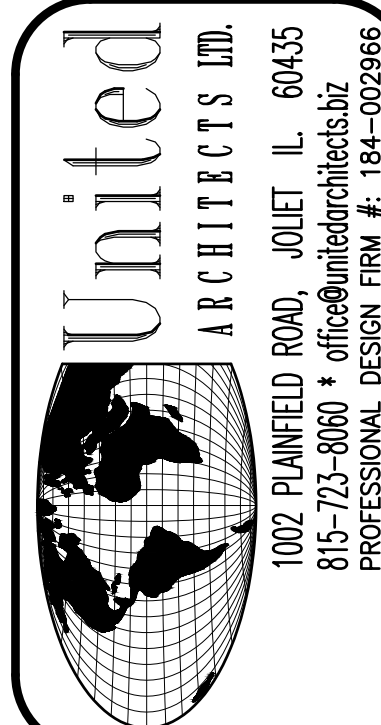 United
ARCHITECTS LTD.
1002 PLAINFIELD ROAD, JOLIET IL. 60435
815-723-8060 * office@unitedarchitects.biz
PROFESSIONAL DESIGN FIRM #: 184-002966